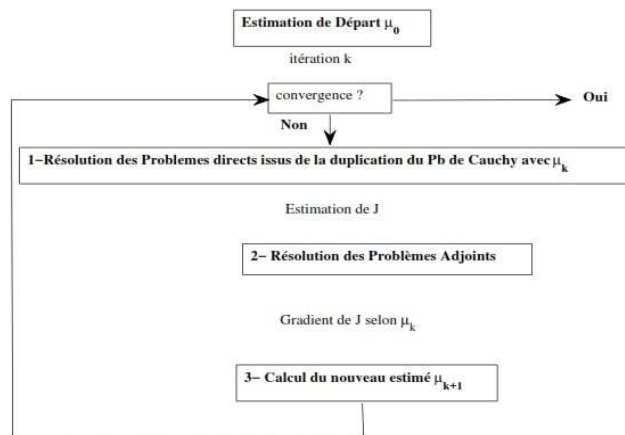 Estimation de Départ μ0
itération k
convergence ?
Oui
Non
1–Résolution des Problemes directs issus de la duplication du Pb de Cauchy avec μk
Estimation de J
2– Résolution des Problèmes Adjoints
Gradient de J selon μk
3– Calcul du nouveau estimé μk+1